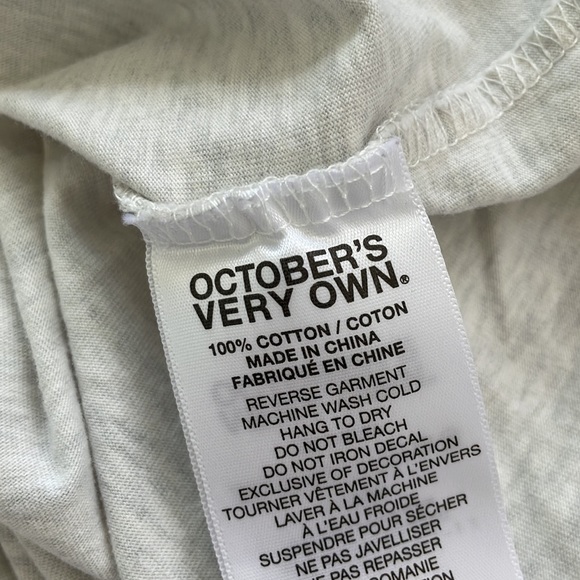 OCTOBER'S
VERY OWN®
100% COTTON / COTON
MADE IN CHINA
FABRIQUÉ EN CHINE
REVERSE GARMENT
MACHINE WASH COLD
HANG TO DRY
DO NOT BLEACH
DO NOT IRON DECAL
EXCLUSIVE OF DECORATION
TOURNER VÊTEMENT À L'ENVERS
LAVER À LA MACHINE
À L'EAU FROIDE
SUSPENDRE POUR SÉCHER
NE PAS JAVELLISER
NE PAS REPASSER